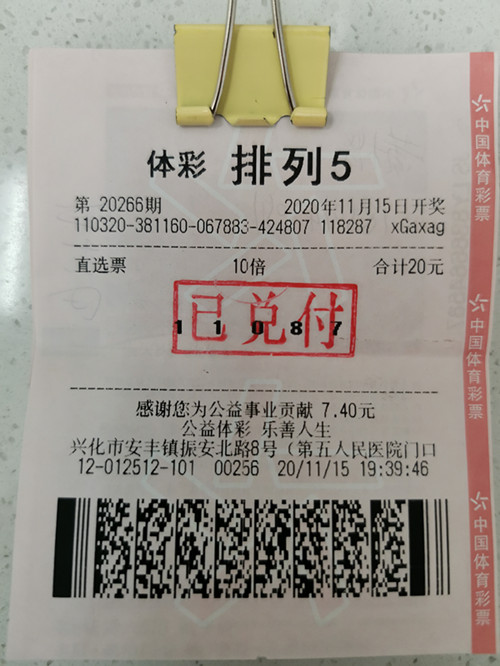 体彩 排列5
第 20266期 2020年11月15日开奖
110320-381160-067883-424807 118287 xGaxag
直选票 10倍 合计20元
已兑付
1 1 0 8 7
感谢您为公益事业贡献 7.40元
公益体彩 乐善人生
兴化市安丰镇振安北路8号（第五人民医院门口
12-012512-101 00256 20/11/15 19:39:46
中国体育彩票
中国体育彩票
中国体育彩票